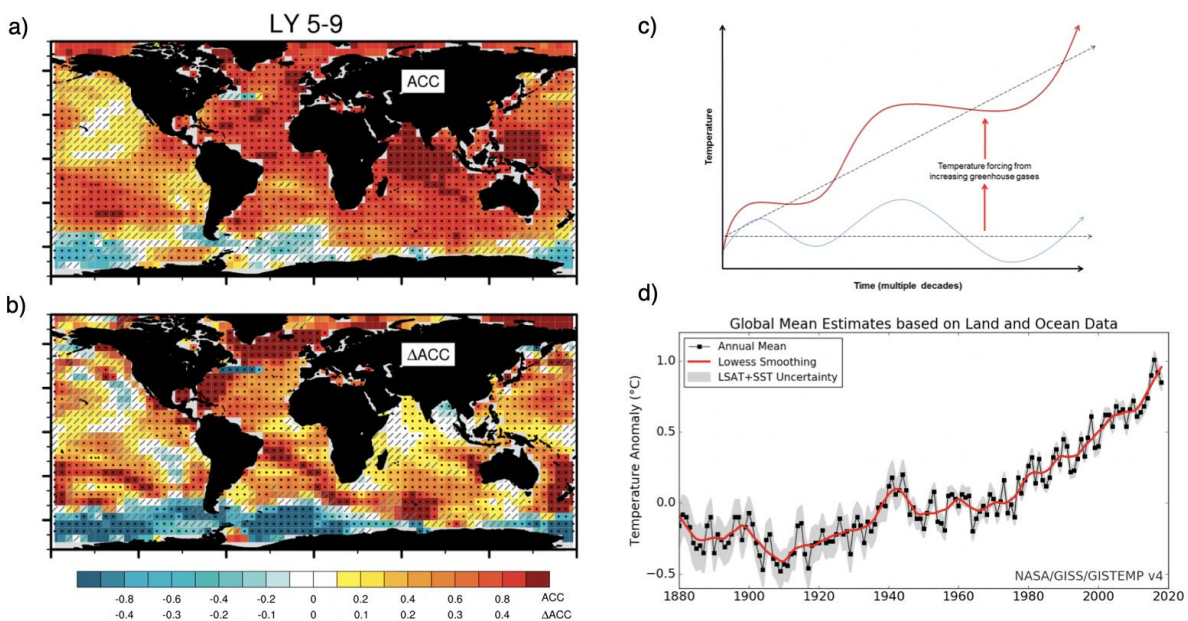 a)
LY 5-9
ACC
b)
ΔACC
-0.8 -0.6 -0.4 -0.2 0 0.2 0.4 0.6 0.8 ACC
-0.4 -0.3 -0.2 -0.1 0 0.1 0.2 0.3 0.4 ΔACC
c)
Temperature
Temperature forcing from
increasing greenhouse gases
Time (multiple decades)
d)
Global Mean Estimates based on Land and Ocean Data
Annual Mean
Lowess Smoothing
LSAT+SST Uncertainty
Temperature Anomaly (°C)
1.0
0.5
0.0
−0.5
NASA/GISS/GISTEMP v4
1880 1900 1920 1940 1960 1980 2000 2020